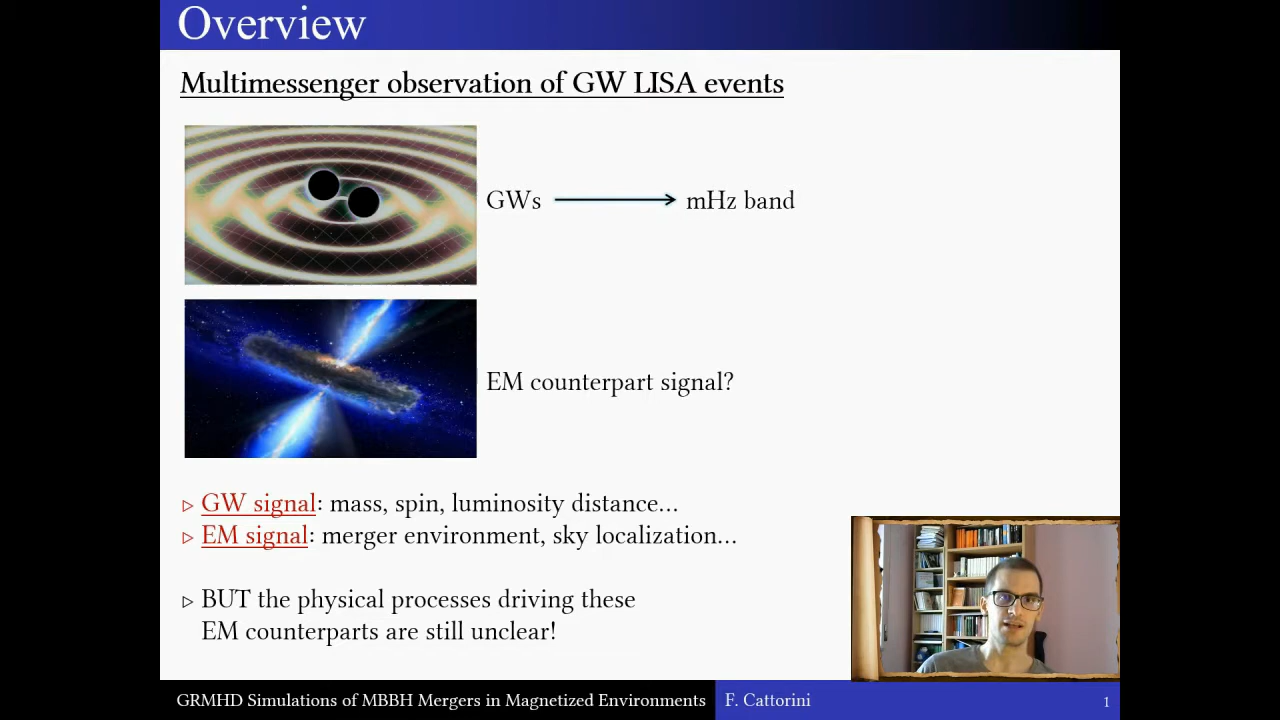 Overview
Multimessenger observation of GW LISA events
GWs
mHz band
EM counterpart signal?
▷ GW signal: mass, spin, luminosity distance...
▷ EM signal: merger environment, sky localization...
▷ BUT the physical processes driving these
EM counterparts are still unclear!
GRMHD Simulations of MBBH Mergers in Magnetized Environments
F. Cattorini
1